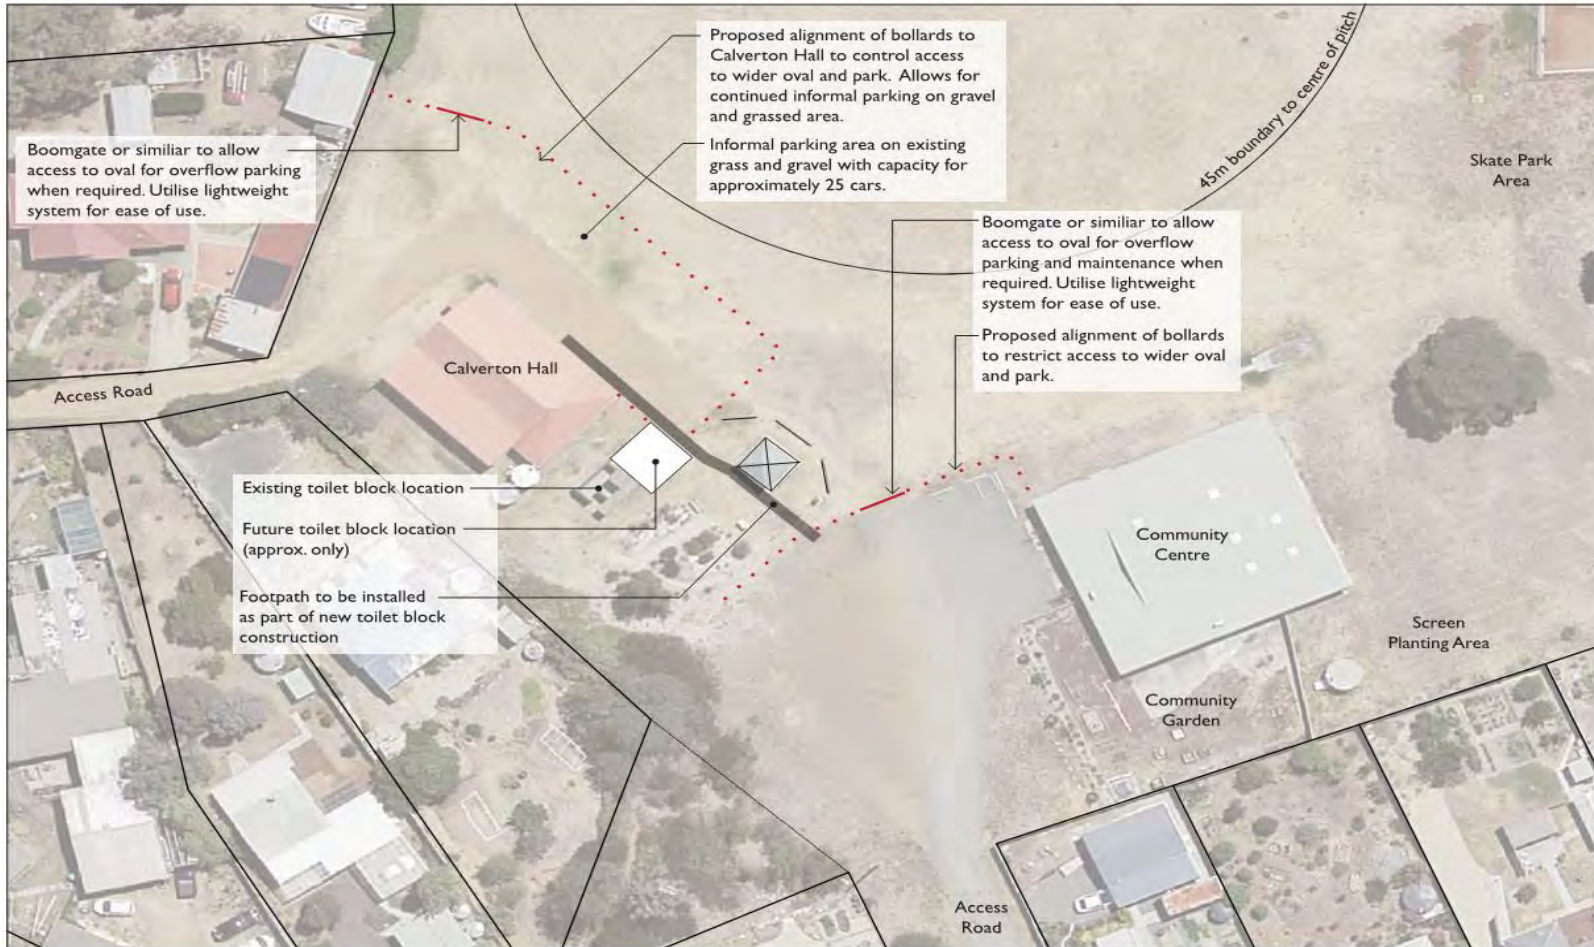 Proposed alignment of bollards to
Calverton Hall to control access
to wider oval and park. Allows for
continued informal parking on gravel
and grassed area.
Informal parking area on existing
grass and gravel with capacity for
approximately 25 cars.
45m boundary to centre of pitch
Skate Park
Area
Boomgate or similiar to allow
access to oval for overflow parking
when required. Utilise lightweight
system for ease of use.
Boomgate or similiar to allow
access to oval for overflow
parking and maintenance when
required. Utilise lightweight
system for ease of use.
Proposed alignment of bollards
to restrict access to wider oval
and park.
Calverton Hall
Access Road
Existing toilet block location
Future toilet block location
(approx. only)
Footpath to be installed
as part of new toilet block
construction
Community
Centre
Screen
Planting Area
Community
Garden
Access
Road